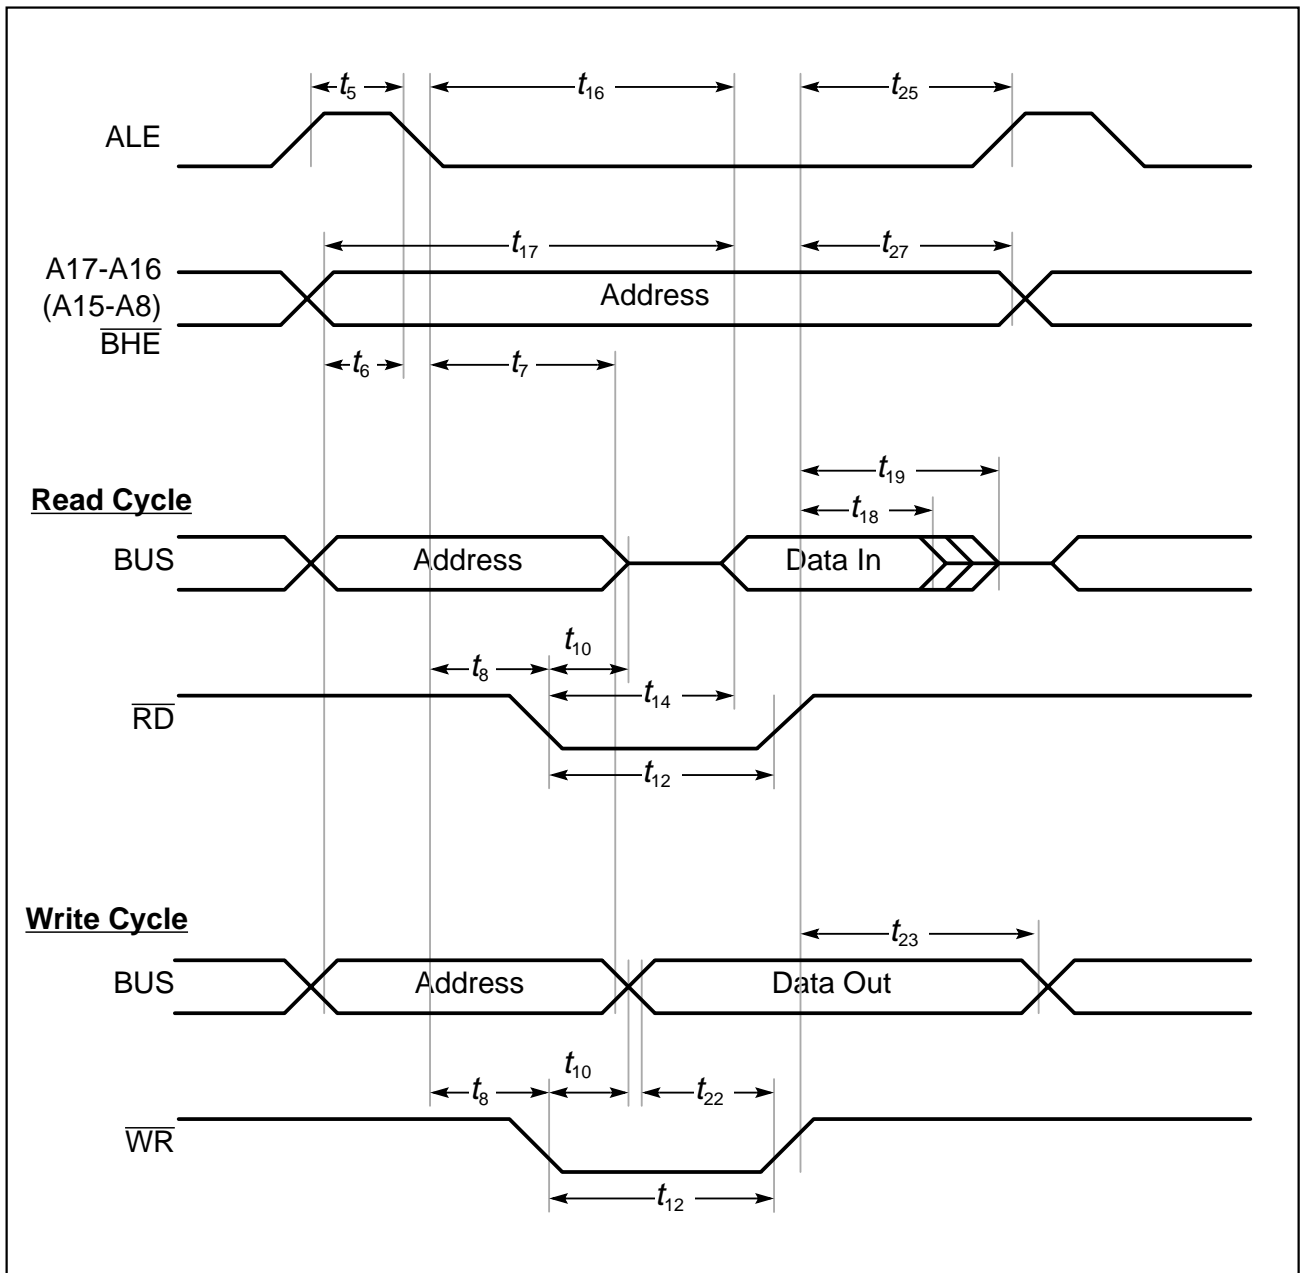 t5 t16 t25
ALE
t17 t27
A17-A16
(A15-A8)
BHE
Address
t6 t7
t19
Read Cycle
t18
BUS Address Data In
t10
t8
t14
RD
t12
Write Cycle
t23
BUS Address Data Out
t10
t8 t22
WR
t12